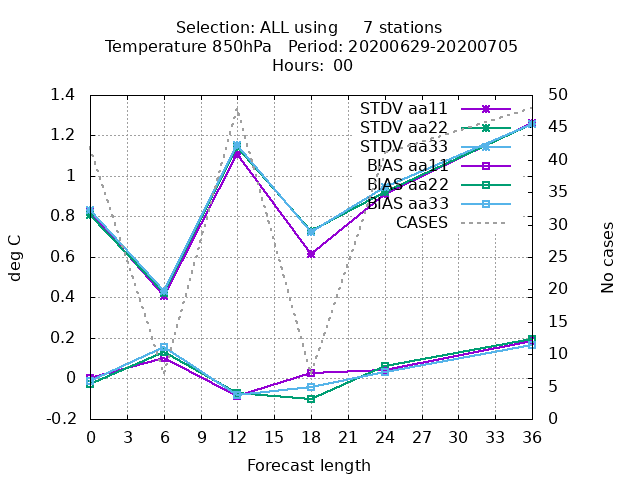 Selection: ALL using 7 stations
Temperature 850hPa Period: 20200629-20200705
Hours: 00
1.4
1.2
1
0.8
0.6
0.4
0.2
0
-0.2
deg C
50
45
40
35
30
25
20
15
10
5
0
No cases
STDV aa11
STDV aa22
STDV aa33
BIAS aa11
BIAS aa22
BIAS aa33
CASES
0 3 6 9 12 15 18 21 24 27 30 33 36
Forecast length